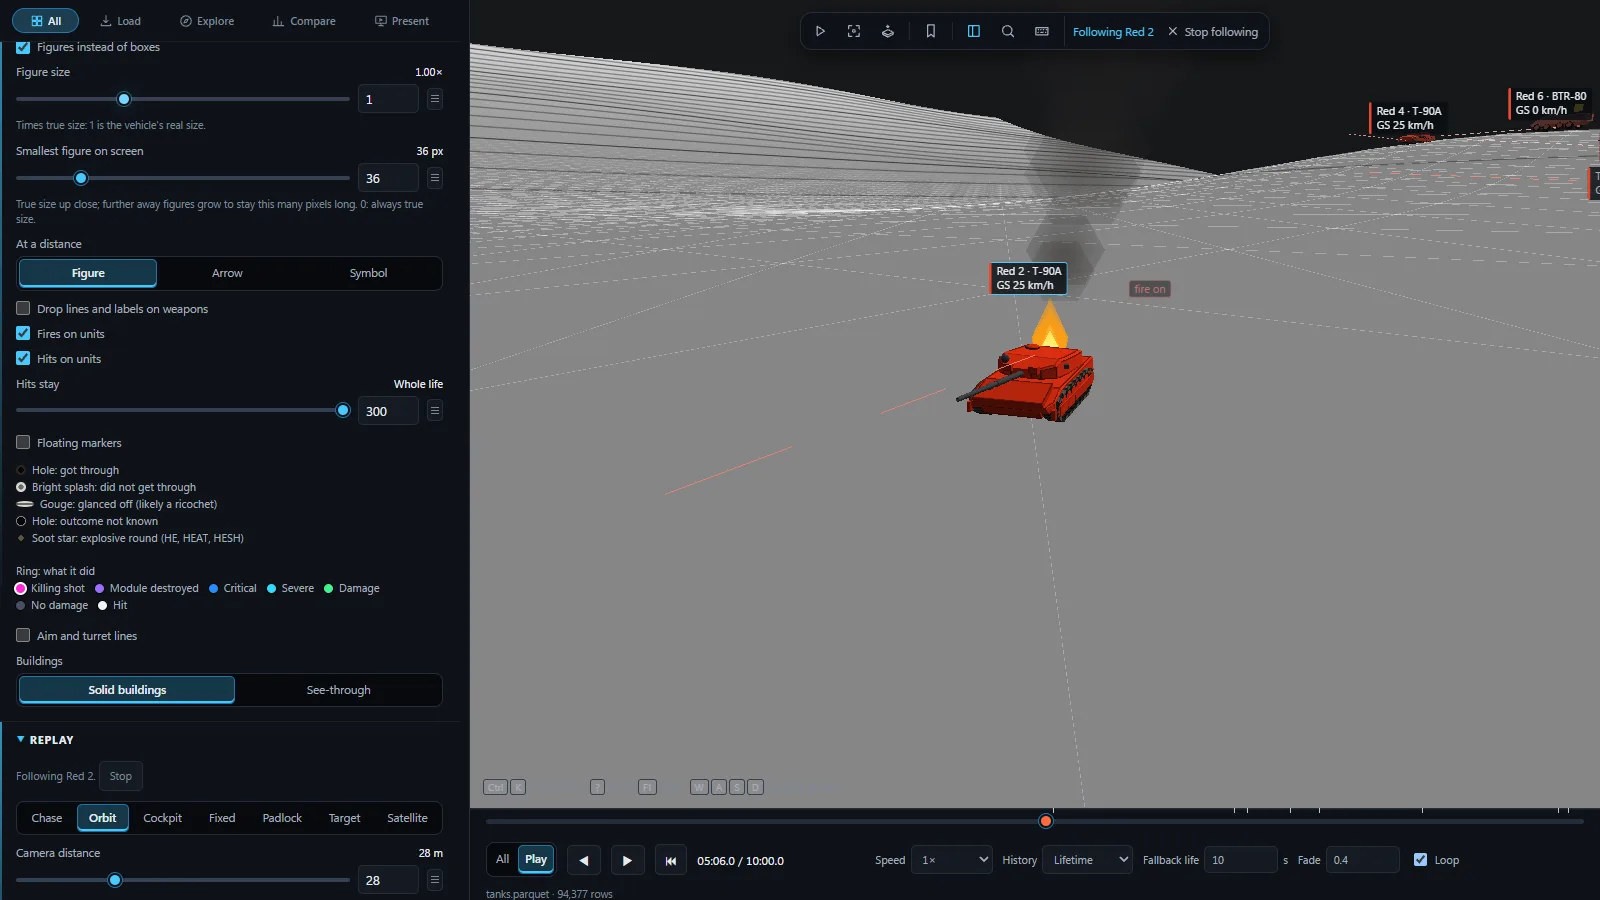 All
Load
Explore
Compare
Present
Figures instead of boxes
Figure size
1.00×
1
Times true size: 1 is the vehicle's real size.
Smallest figure on screen
36 px
36
True size up close; further away figures grow to stay this many pixels long. 0: always true
size.
At a distance
Figure
Arrow
Symbol
Drop lines and labels on weapons
Fires on units
Hits on units
Hits stay
Whole life
300
Floating markers
Hole: got through
Bright splash: did not get through
Gouge: glanced off (likely a ricochet)
Hole: outcome not known
Soot star: explosive round (HE, HEAT, HESH)
Ring: what it did
Killing shot
Module destroyed
Critical
Severe
Damage
No damage
Hit
Aim and turret lines
Buildings
Solid buildings
See-through
REPLAY
Following Red 2.
Stop
Chase
Orbit
Cockpit
Fixed
Padlock
Target
Satellite
Camera distance
28 m
28
Following Red 2
Stop following
Red 4 · T-90A
GS 25 km/h
Red 6 · BTR-80
GS 0 km/h
Red 2 · T-90A
GS 25 km/h
fire on
Ctrl K
?
W A S D
All
Play
05:06.0 / 10:00.0
Speed
1×
History
Lifetime
Fallback life
10
s
Fade
0.4
Loop
tanks.parquet · 94,377 rows